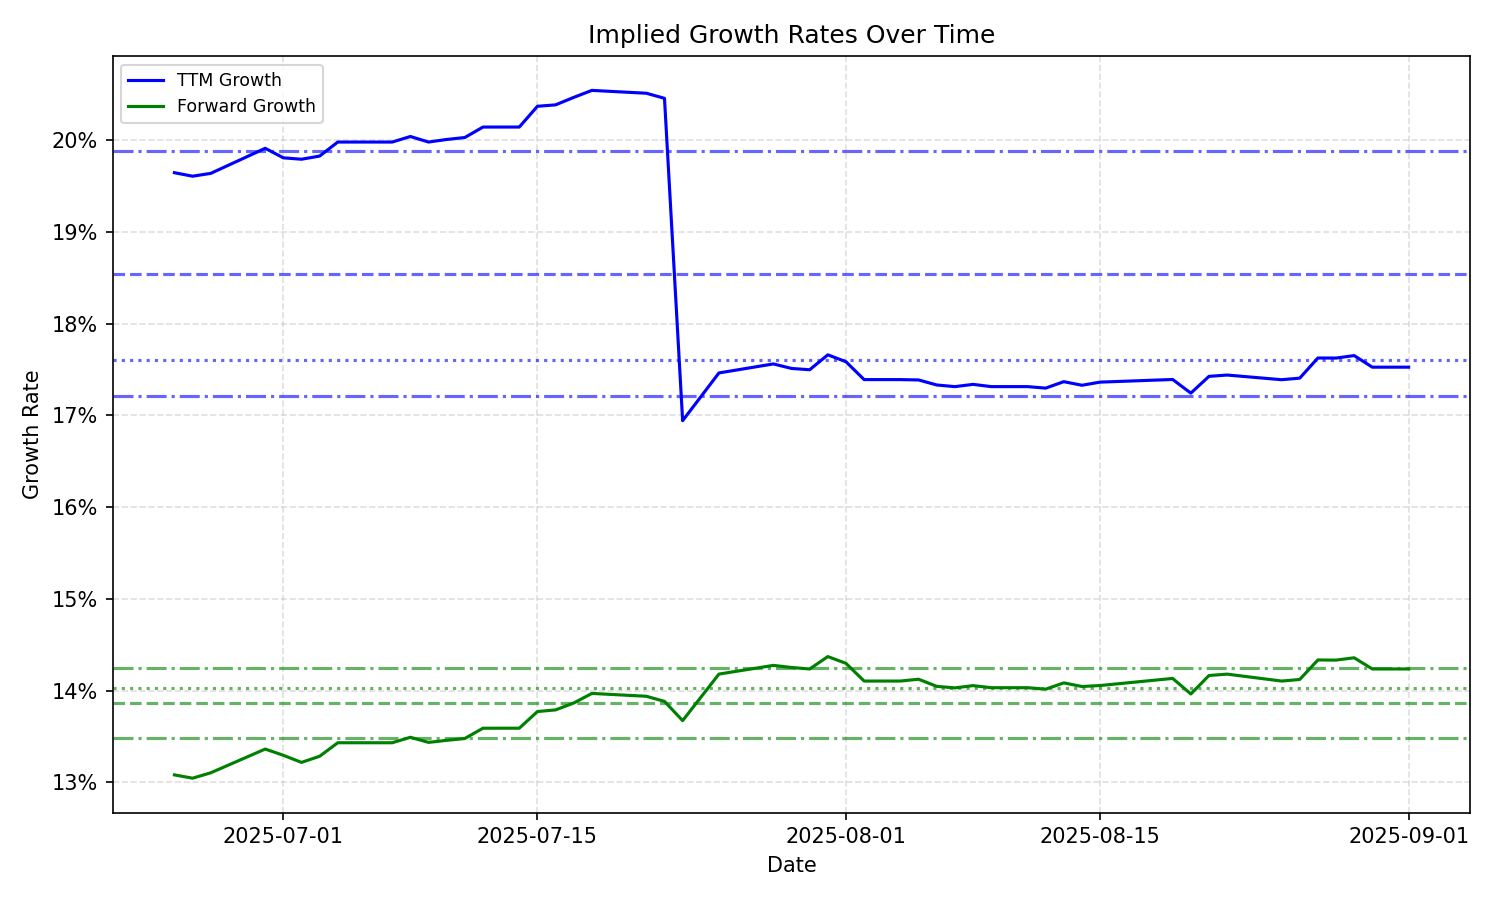 Implied Growth Rates Over Time
TTM Growth
Forward Growth
20%
19%
18%
17%
16%
15%
14%
13%
Growth Rate
2025-07-01
2025-07-15
2025-08-01
2025-08-15
2025-09-01
Date